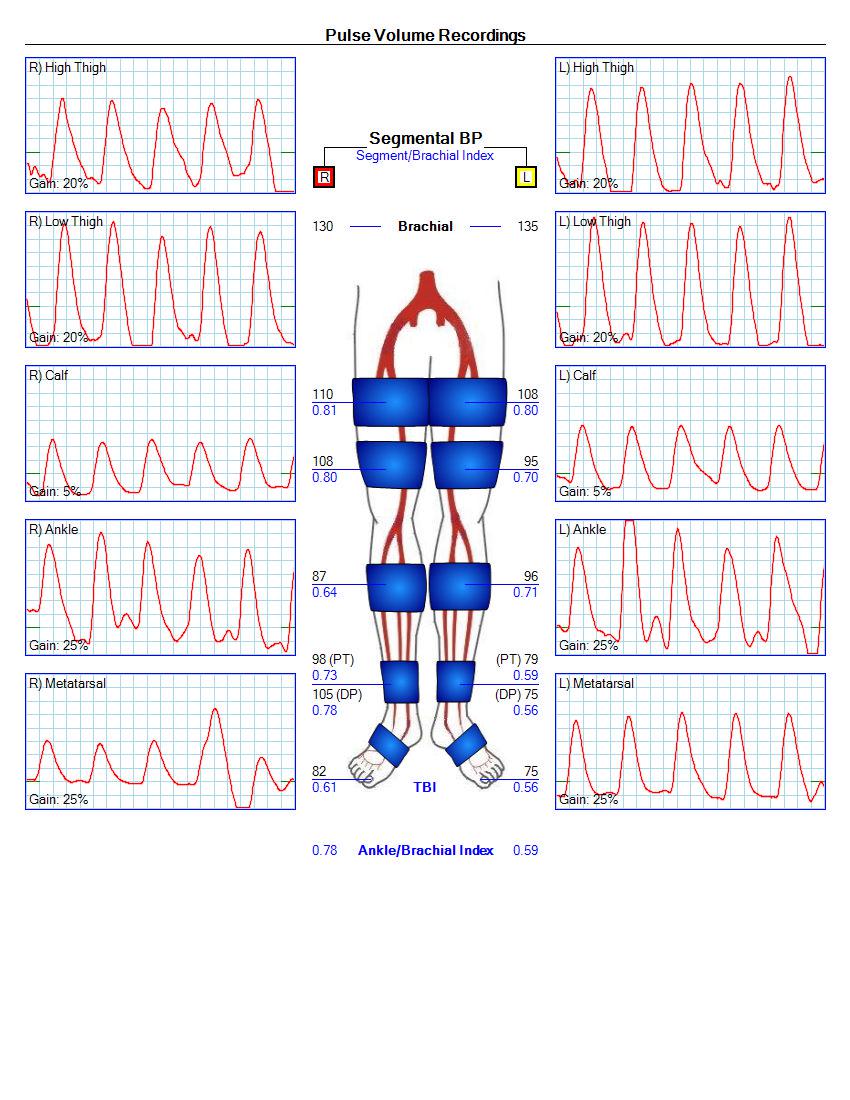 Pulse Volume Recordings
R) High Thigh
Gain: 20%
L) High Thigh
Gain: 20%
Segmental BP
Segment/Brachial Index
R
L
130 Brachial 135
R) Low Thigh
Gain: 20%
L) Low Thigh
Gain: 20%
R) Calf
Gain: 5%
L) Calf
Gain: 5%
110 108
0.81 0.80
108 95
0.80 0.70
R) Ankle
Gain: 25%
L) Ankle
Gain: 25%
87 96
0.64 0.71
R) Metatarsal
Gain: 25%
L) Metatarsal
Gain: 25%
98 (PT) (PT) 79
0.73 0.59
105 (DP) (DP) 75
0.78 0.56
82 75
0.61 TBI 0.56
0.78 Ankle/Brachial Index 0.59